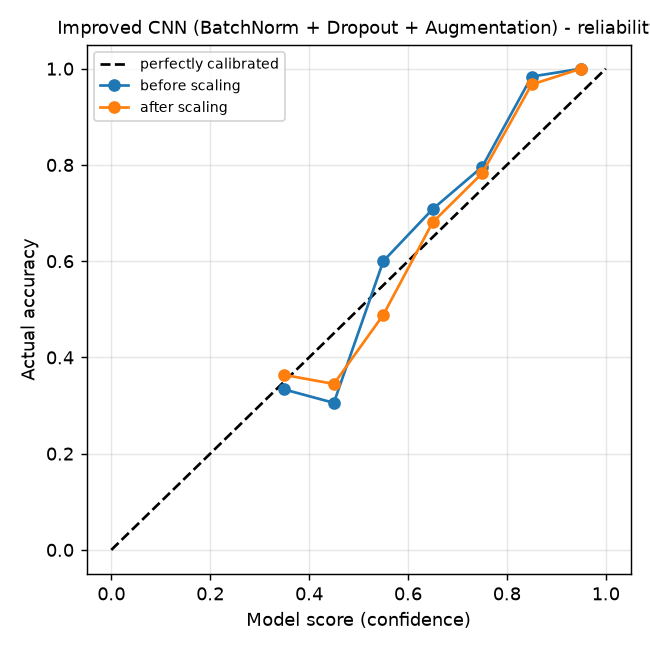 Improved CNN (BatchNorm + Dropout + Augmentation) - reliabilit
perfectly calibrated
before scaling
after scaling
1.0
0.8
0.6
0.4
0.2
0.0
Actual accuracy
0.0 0.2 0.4 0.6 0.8 1.0
Model score (confidence)